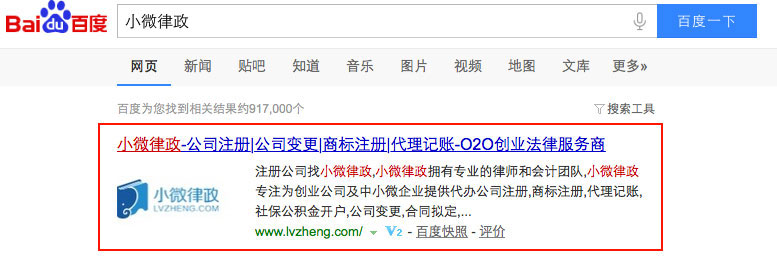 Bai du 百度 小微律政 百度一下
网页 新闻 贴吧 知道 音乐 图片 视频 地图 文库 更多»
百度为您找到相关结果约917,000个 搜索工具
小微律政-公司注册|公司变更|商标注册|代理记账-O2O创业法律服务商
注册公司找小微律政,小微律政拥有专业的律师和会计团队,小微律政
专注为创业公司及中小微企业提供代办公司注册,商标注册,代理记账,
社保公积金开户,公司变更,合同拟定,...
小微律政
LVZHENG.COM
www.lvzheng.com/ V2 - 百度快照 - 评价